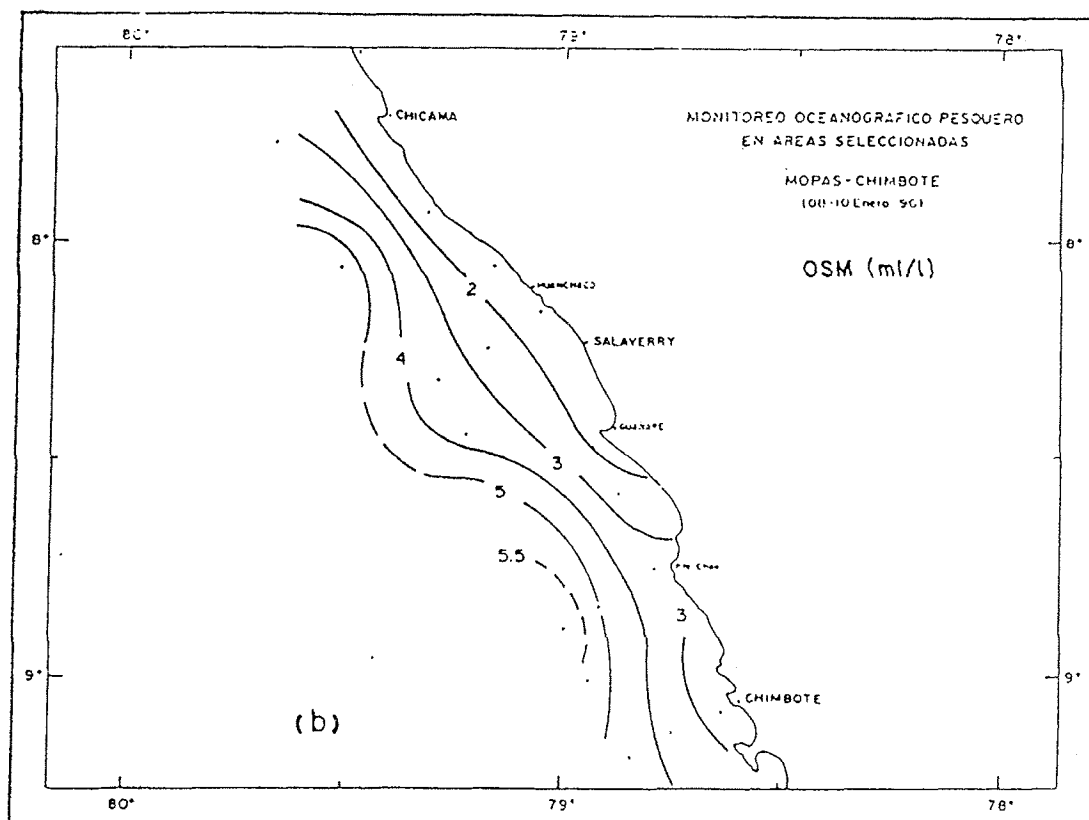 80° 79° 78°
CHICAMA
MONITOREO OCEANOGRAFICO PESQUERO
EN AREAS SELECCIONADAS
MOPAS-CHIMBOTE
8° 8°
OSM (ml/l)
HUANCHACO
2
SALAVERRY
4
3
5
5.5
3
9° 9°
CHIMBOTE
(b)
80° 79° 78°